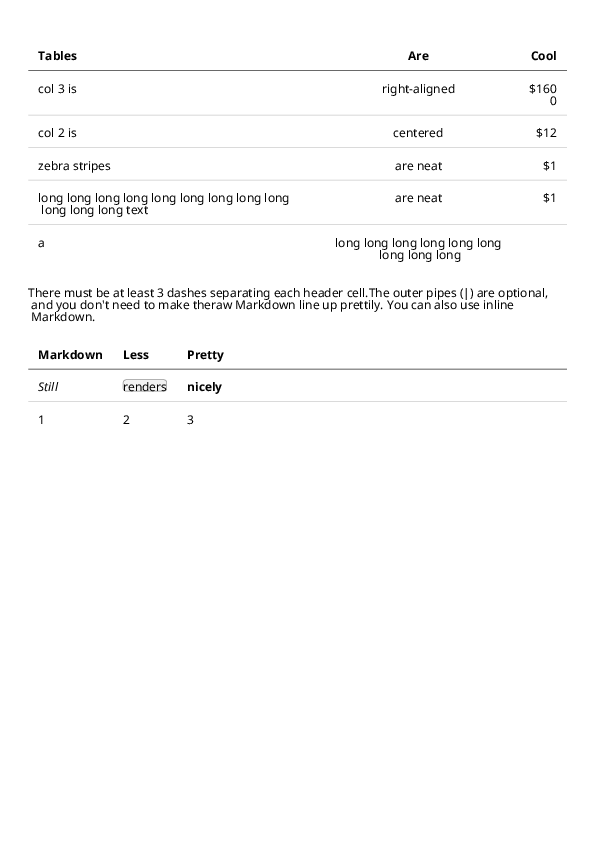 Tables Are Cool
col 3 is right-aligned $160
0
col 2 is centered $12
zebra stripes are neat $1
long long long long long long long long long are neat $1
long long long text
a long long long long long long
long long long
There must be at least 3 dashes separating each header cell.The outer pipes (|) are optional,
and you don't need to make theraw Markdown line up prettily. You can also use inline
Markdown.
Markdown Less Pretty
Still renders nicely
1 2 3